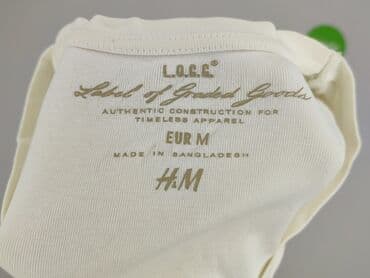 L.O.G.G.®
Label of Graded Goods
AUTHENTIC CONSTRUCTION FOR
TIMELESS APPAREL
EUR M
MADE IN BANGLADESH
H&M